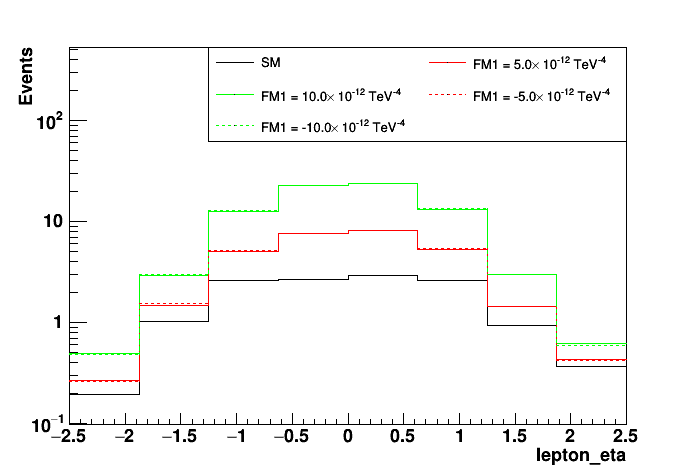 Events
SM
FM1 = 5.0× 10⁻¹² TeV⁻⁴
FM1 = 10.0× 10⁻¹² TeV⁻⁴
FM1 = -5.0× 10⁻¹² TeV⁻⁴
FM1 = -10.0× 10⁻¹² TeV⁻⁴
10²
10
1
10⁻¹
−2.5 −2 −1.5 −1 −0.5 0 0.5 1 1.5 2 2.5
lepton_eta